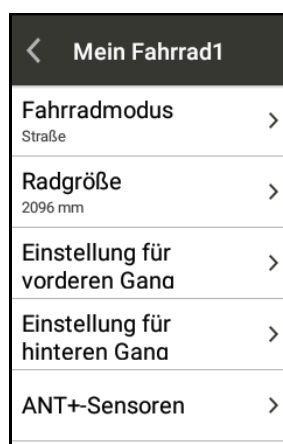 Mein Fahrrad1
Fahrradmodus
Straße
Radgröße
2096 mm
Einstellung für
vorderen Gang
Einstellung für
hinteren Gang
ANT+-Sensoren